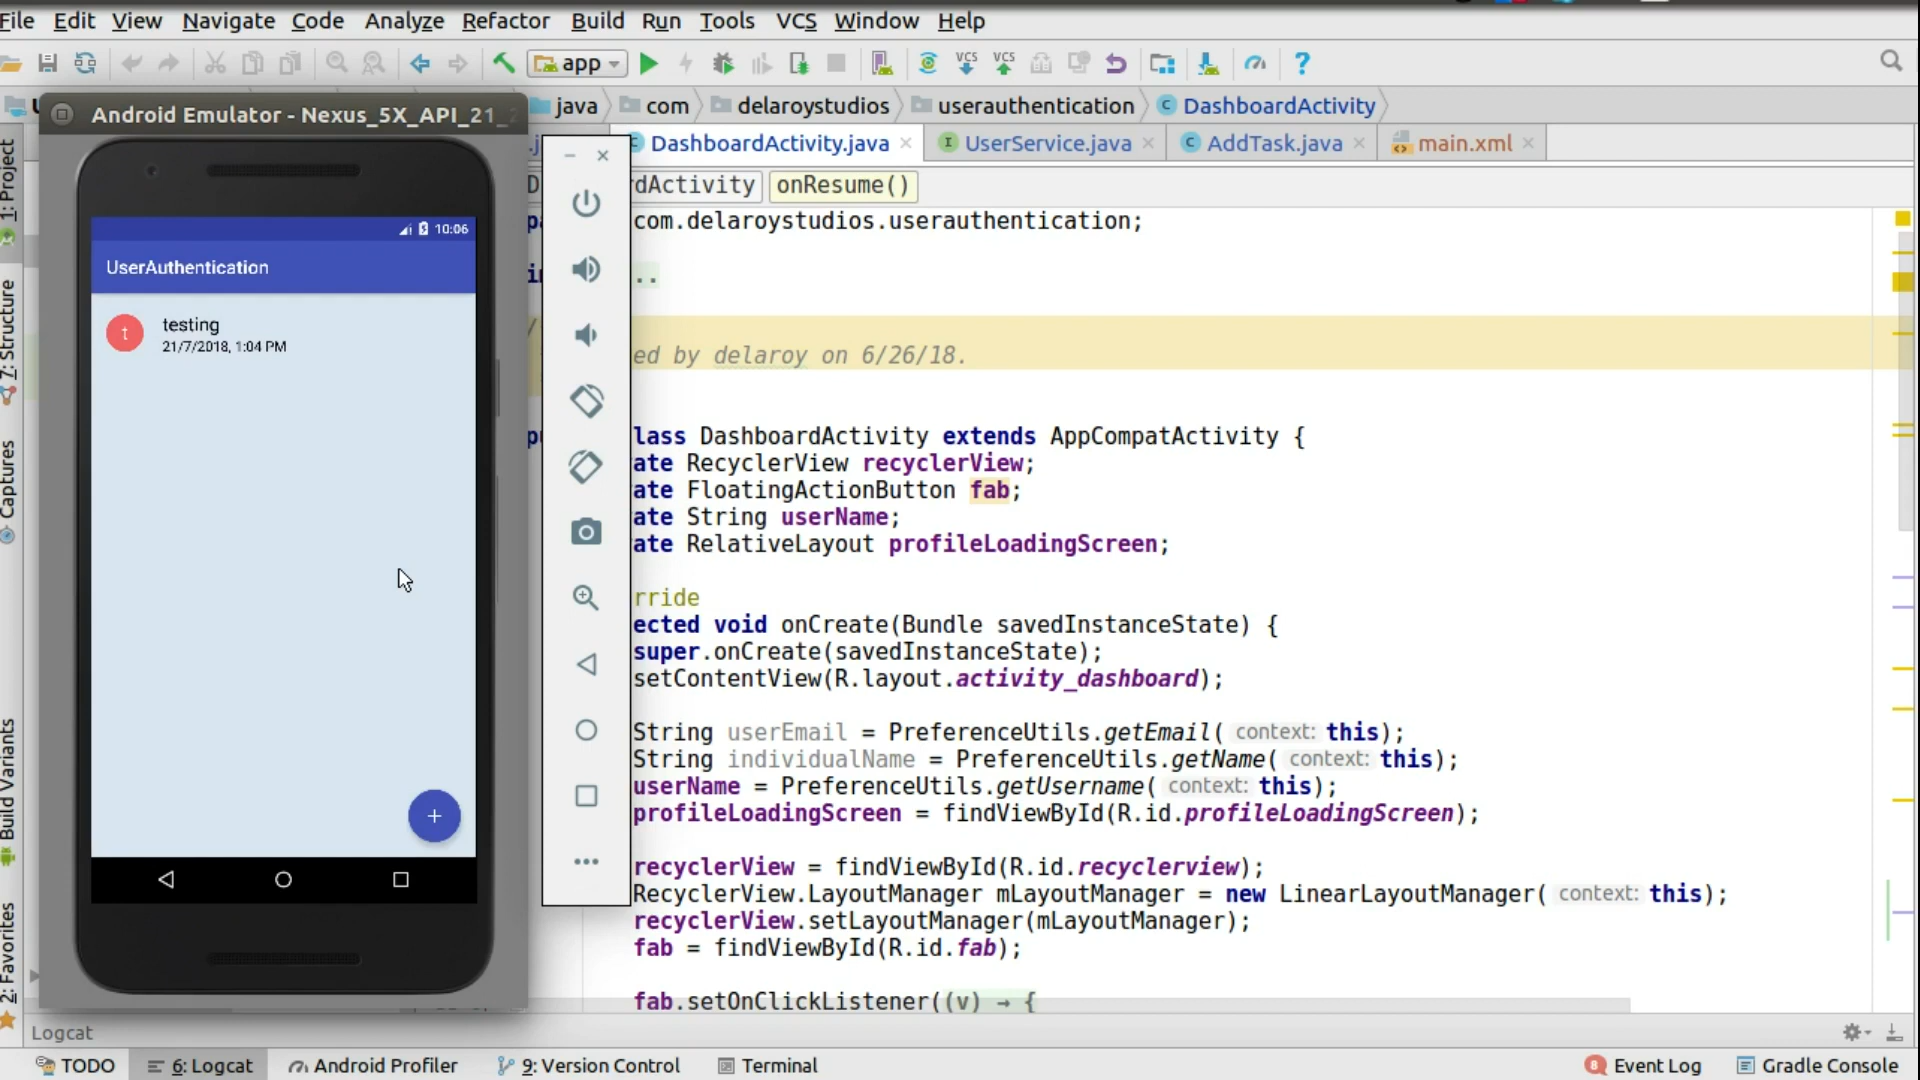 File Edit View Navigate Code Analyze Refactor Build Run Tools VCS Window Help
app VCS VCS ?
java com delaroystudios userauthentication DashboardActivity
Android Emulator - Nexus_5X_API_21_
DashboardActivity.java UserService.java AddTask.java main.xml
dActivity onResume()
1: Project
7: Structure
Captures
Build Variants
2: Favorites
10:06
UserAuthentication
t
testing
21/7/2018, 1:04 PM
+
com.delaroystudios.userauthentication;
..
ed by delaroy on 6/26/18.
lass DashboardActivity extends AppCompatActivity {
ate RecyclerView recyclerView;
ate FloatingActionButton fab;
ate String userName;
ate RelativeLayout profileLoadingScreen;
rride
ected void onCreate(Bundle savedInstanceState) {
super.onCreate(savedInstanceState);
setContentView(R.layout.activity_dashboard);
String userEmail = PreferenceUtils.getEmail( context: this);
String individualName = PreferenceUtils.getName( context: this);
userName = PreferenceUtils.getUsername( context: this);
profileLoadingScreen = findViewById(R.id.profileLoadingScreen);
recyclerView = findViewById(R.id.recyclerview);
RecyclerView.LayoutManager mLayoutManager = new LinearLayoutManager( context: this);
recyclerView.setLayoutManager(mLayoutManager);
fab = findViewById(R.id.fab);
fab.setOnClickListener((v) → {
Logcat
TODO 6: Logcat Android Profiler 9: Version Control Terminal 8 Event Log Gradle Console